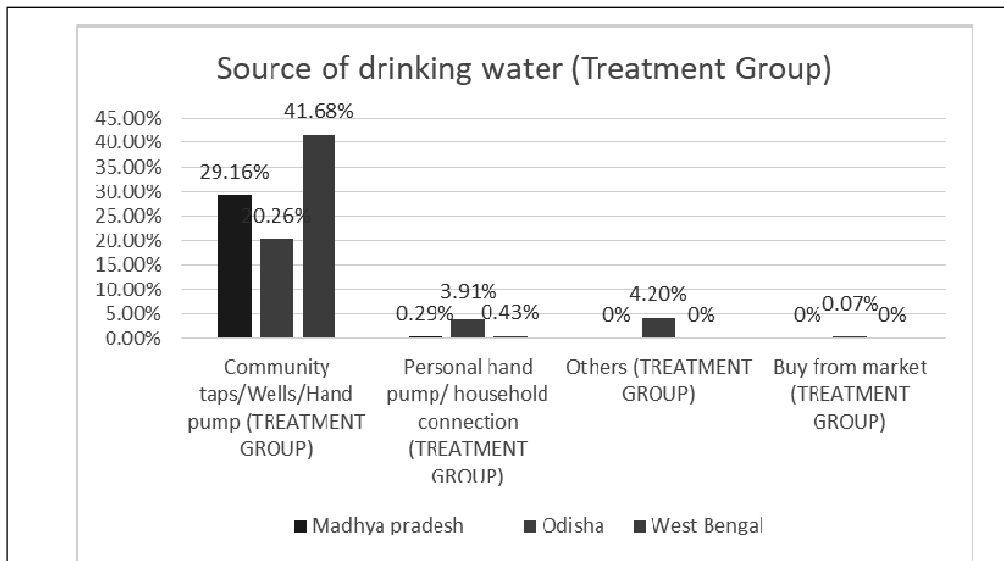 Source of drinking water (Treatment Group)
45.00%
40.00%
35.00%
30.00%
25.00%
20.00%
15.00%
10.00%
5.00%
0.00%
29.16%
20.26%
41.68%
0.29%
3.91%
0.43%
0%
4.20%
0%
0%
0.07%
0%
Community
taps/Wells/Hand
pump (TREATMENT
GROUP)
Personal hand
pump/ household
connection
(TREATMENT
GROUP)
Others (TREATMENT
GROUP)
Buy from market
(TREATMENT
GROUP)
Madhya pradesh
Odisha
West Bengal